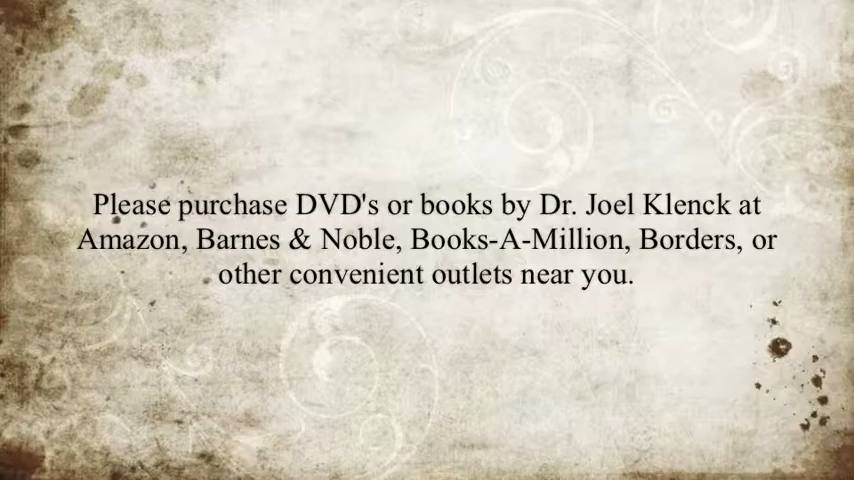 Please purchase DVD's or books by Dr. Joel Klenck at
Amazon, Barnes & Noble, Books-A-Million, Borders, or
other convenient outlets near you.